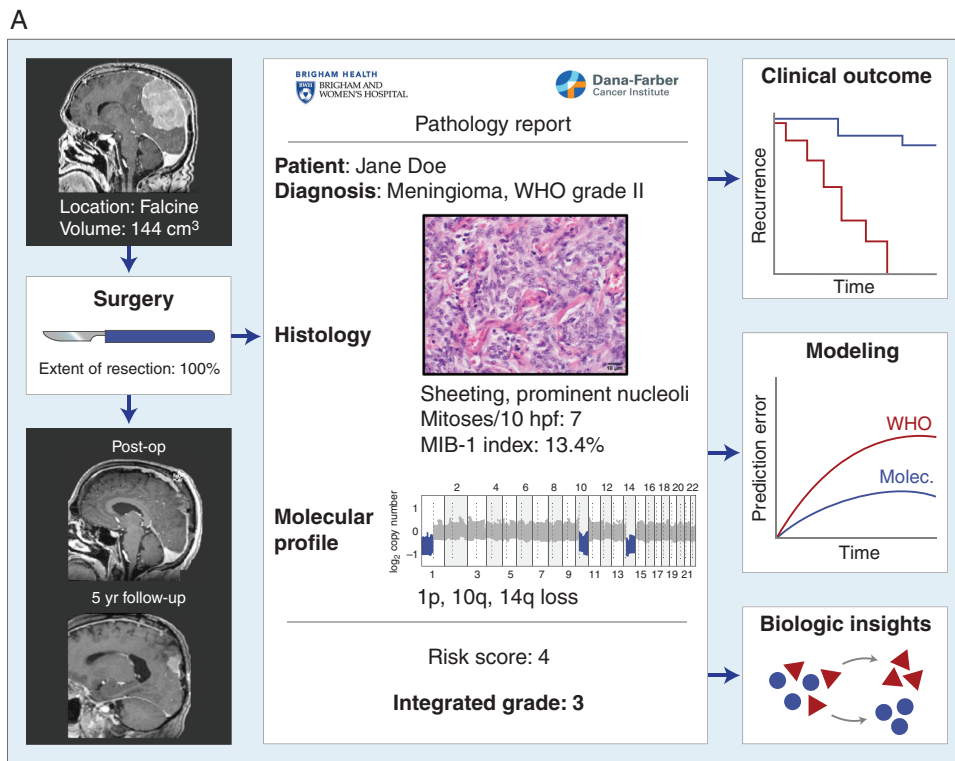 A
Location: Falcine
Volume: 144 cm³
Surgery
Extent of resection: 100%
Post-op
5 yr follow-up
BRIGHAM HEALTH
BWH
BRIGHAM AND
WOMEN'S HOSPITAL
Dana-Farber
Cancer Institute
Pathology report
Patient: Jane Doe
Diagnosis: Meningioma, WHO grade II
Histology
10 µm
Sheeting, prominent nucleoli
Mitoses/10 hpf: 7
MIB-1 index: 13.4%
Molecular
profile
log₂ copy number
1
0
−1
2 4 6 8 10 12 14 16 18 20 22
1 3 5 7 9 11 13 15 17 19 21
1p, 10q, 14q loss
Risk score: 4
Integrated grade: 3
Clinical outcome
Recurrence
Time
Modeling
Prediction error
WHO
Molec.
Time
Biologic insights